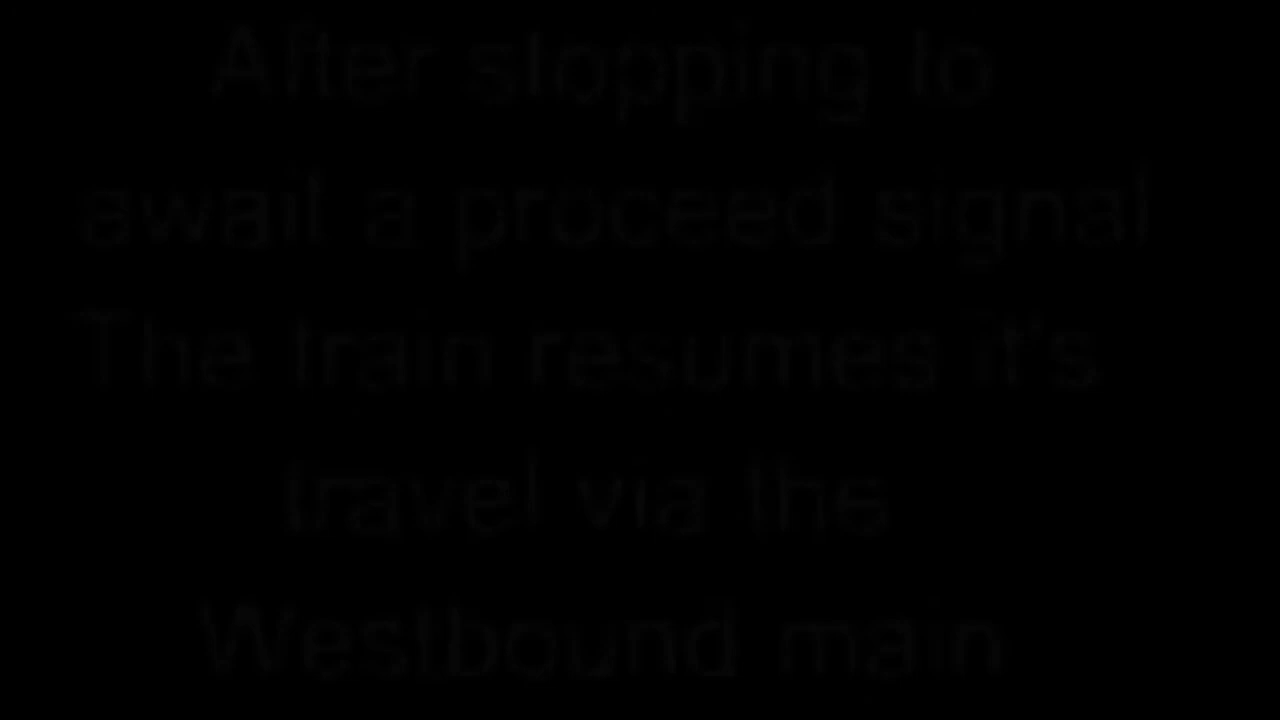 After stopping to
await a proceed signal
The train resumes it's
travel via the
Westbound main